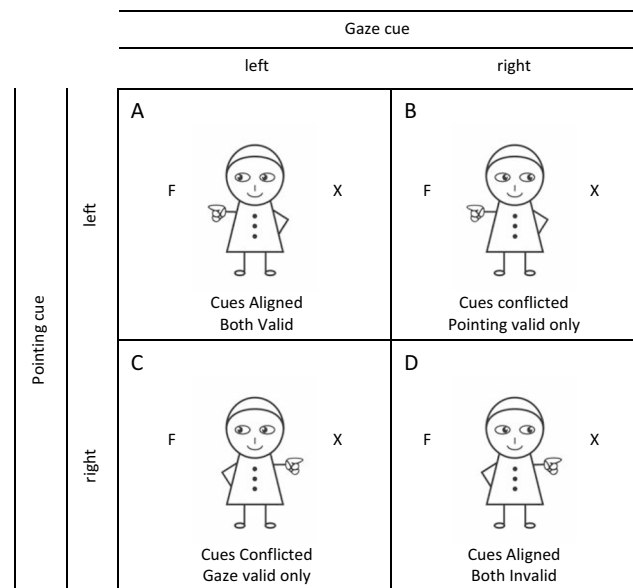 Gaze cue
left right
Pointing cue
left
A B
F X F X
Cues Aligned Cues conflicted
Both Valid Pointing valid only
right
C D
F X F X
Cues Conflicted Cues Aligned
Gaze valid only Both Invalid